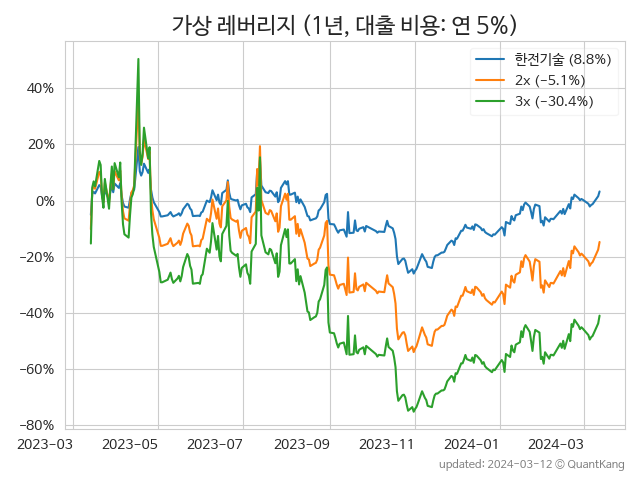 가상 레버리지 (1년, 대출 비용: 연 5%)
한전기술 (8.8%)
2x (−5.1%)
3x (−30.4%)
40%
20%
0%
−20%
−40%
−60%
−80%
2023-03 2023-05 2023-07 2023-09 2023-11 2024-01 2024-03
updated: 2024-03-12 © QuantKang